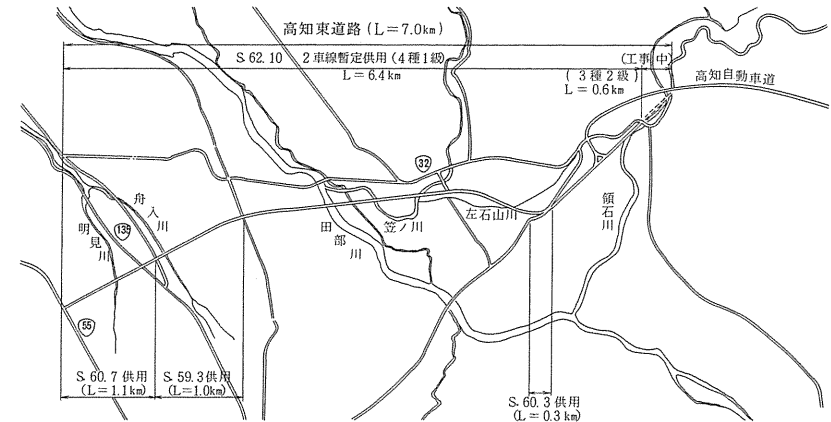 高知東道路(L=7.0km)
S.62.10 2車線暫定供用(4種1級)
L=6.4km
(工事中)
(3種2級)
L=0.6km
高知自動車道
32
舟入川
明見川
135
田部川
笠ノ川
左石山川
領石川
55
S.60.7供用
(L=1.1km)
S.59.3供用
(L=1.0km)
S.60.3供用
(L=0.3km)